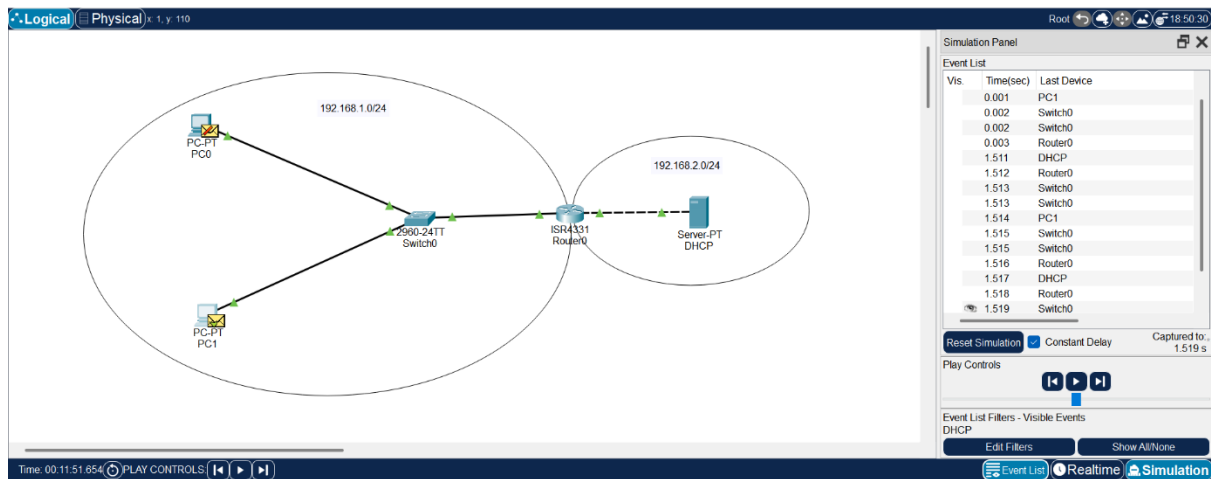 Logical Physical x: 1, y: 110 Root 18:50:30
192.168.1.0/24
PC-PT
PC0
2960-24TT
Switch0
PC-PT
PC1
ISR4331
Router0
192.168.2.0/24
Server-PT
DHCP
Simulation Panel
Event List
Vis. Time(sec) Last Device
0.001 PC1
0.002 Switch0
0.002 Switch0
0.003 Router0
1.511 DHCP
1.512 Router0
1.513 Switch0
1.513 Switch0
1.514 PC1
1.515 Switch0
1.515 Switch0
1.516 Router0
1.517 DHCP
1.518 Router0
1.519 Switch0
Reset Simulation Constant Delay Captured to:
1.519 s
Play Controls
Event List Filters - Visible Events
DHCP
Edit Filters Show All/None
Time: 00:11:51.654 PLAY CONTROLS: Event List Realtime Simulation